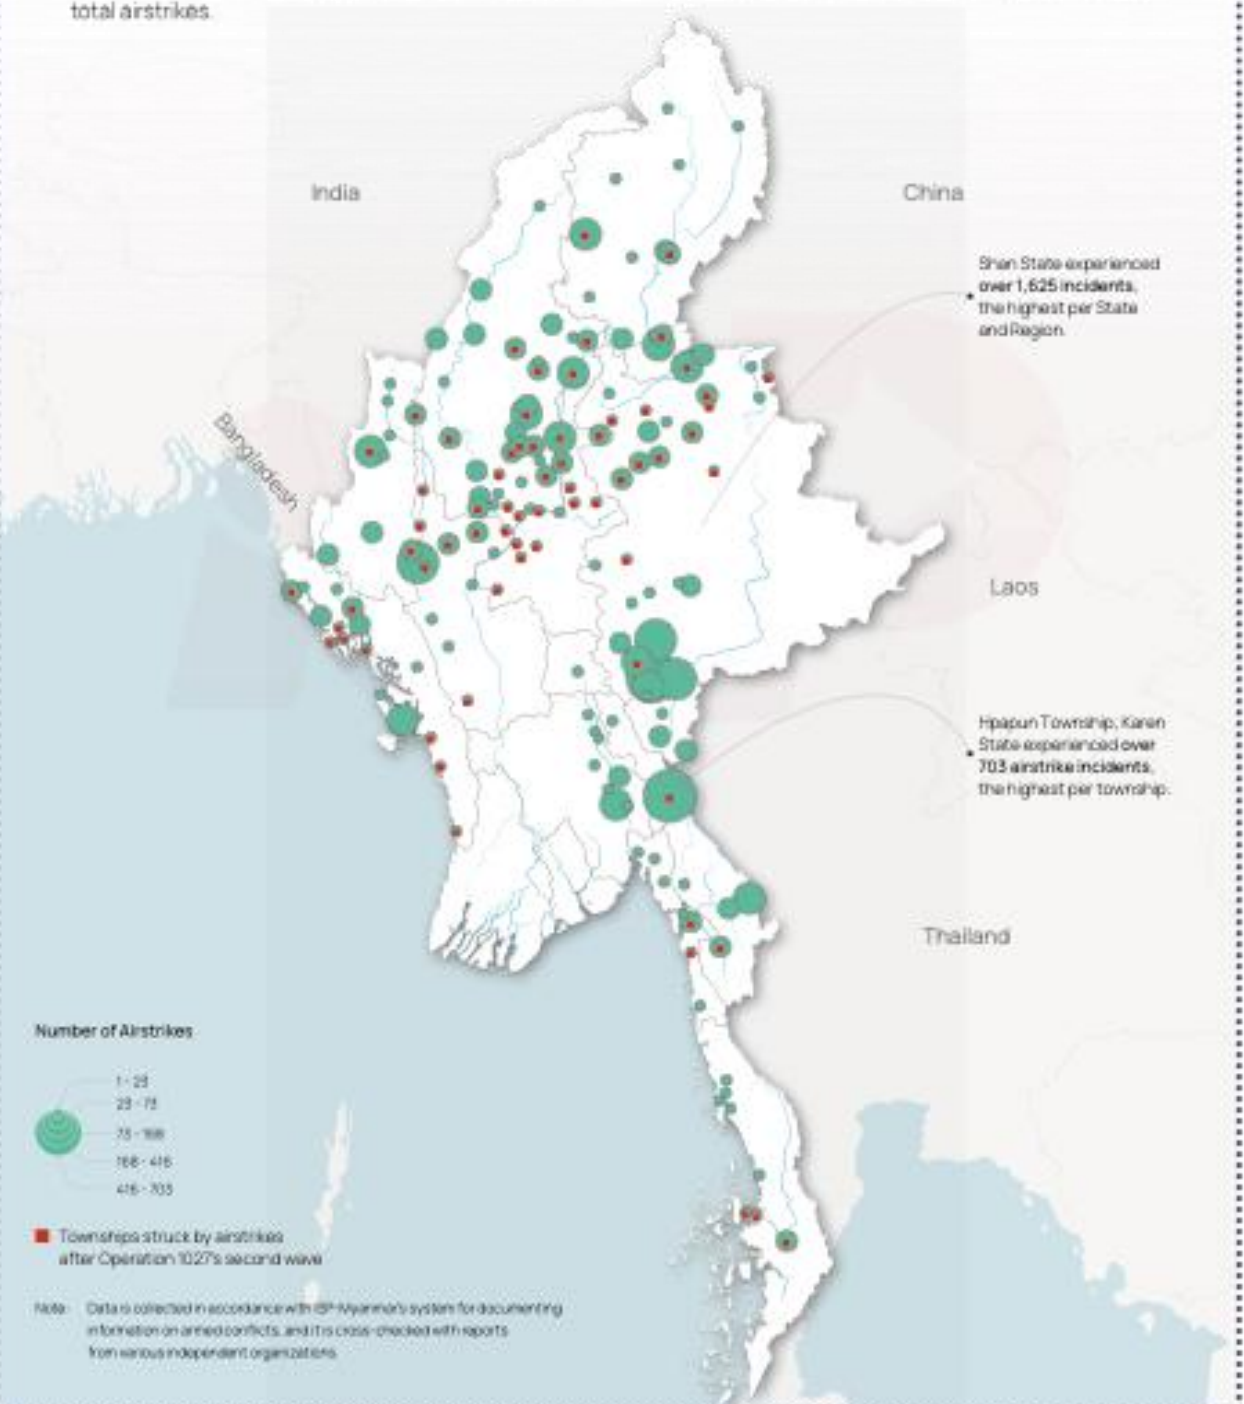 total airstrikes.
India
China
Shan State experienced
over 1,625 incidents,
the highest per State
and Region.
Bangladesh
Laos
Hpapun Township, Karen
State experienced over
703 airstrike incidents,
the highest per township.
Thailand
Number of Airstrikes
1 - 23
23 - 73
73 - 168
168 - 416
416 - 703
Townships struck by airstrikes
after Operation 1027's second wave
Note: Data is collected in accordance with ISP-Myanmar's system for documenting
information on armed conflicts, and it is cross-checked with reports
from various independent organizations.